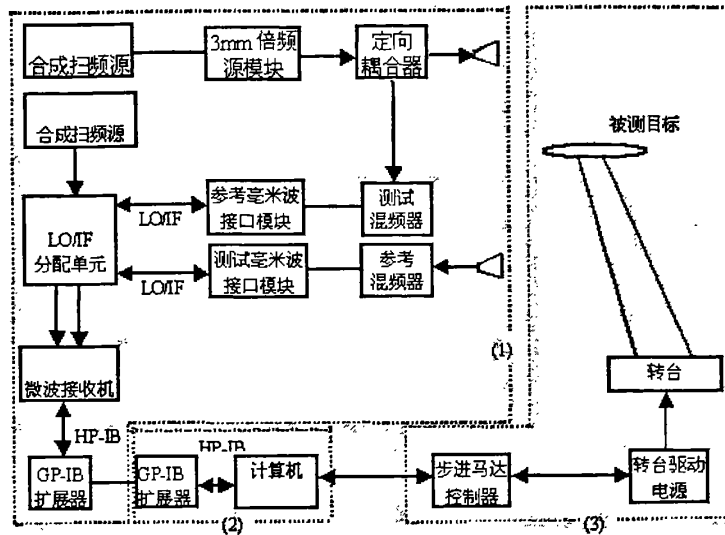 合成扫频源
3mm 倍频
源模块
定向
耦合器
合成扫频源
被测目标
LO/IF
分配单元
LO/IF
参考毫米波
接口模块
测试
混频器
LO/IF
测试毫米波
接口模块
参考
混频器
(1)
微波接收机
转台
HP-IB
GP-IB
扩展器
HP-IB
GP-IB
扩展器
计算机
步进马达
控制器
转台驱动
电源
(2)
(3)